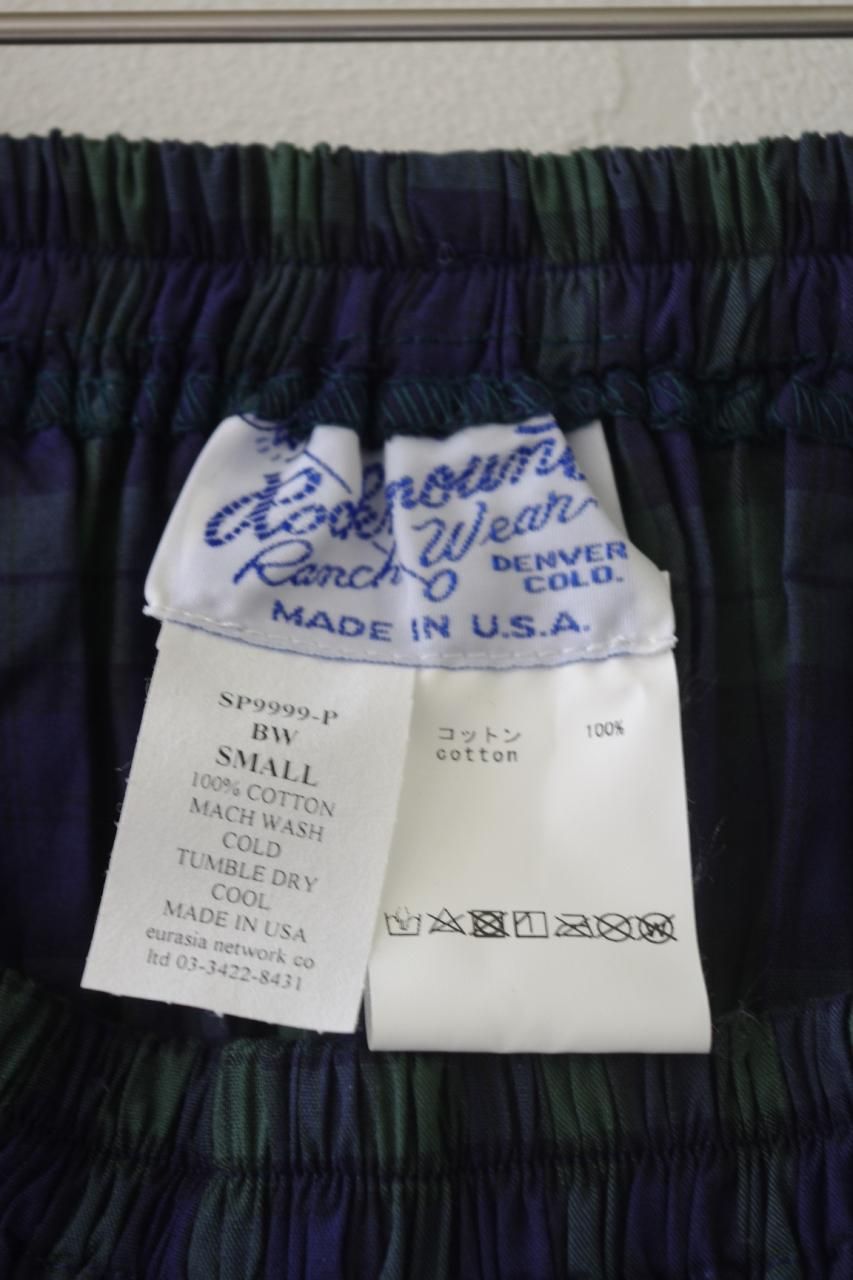 Rockmount
Ranch Wear
DENVER
COLO.
MADE IN U.S.A.
SP9999-P
BW
SMALL
100% COTTON
MACH WASH
COLD
TUMBLE DRY
COOL
MADE IN USA
eurasia network co
ltd 03-3422-8431
コットン 100%
cotton